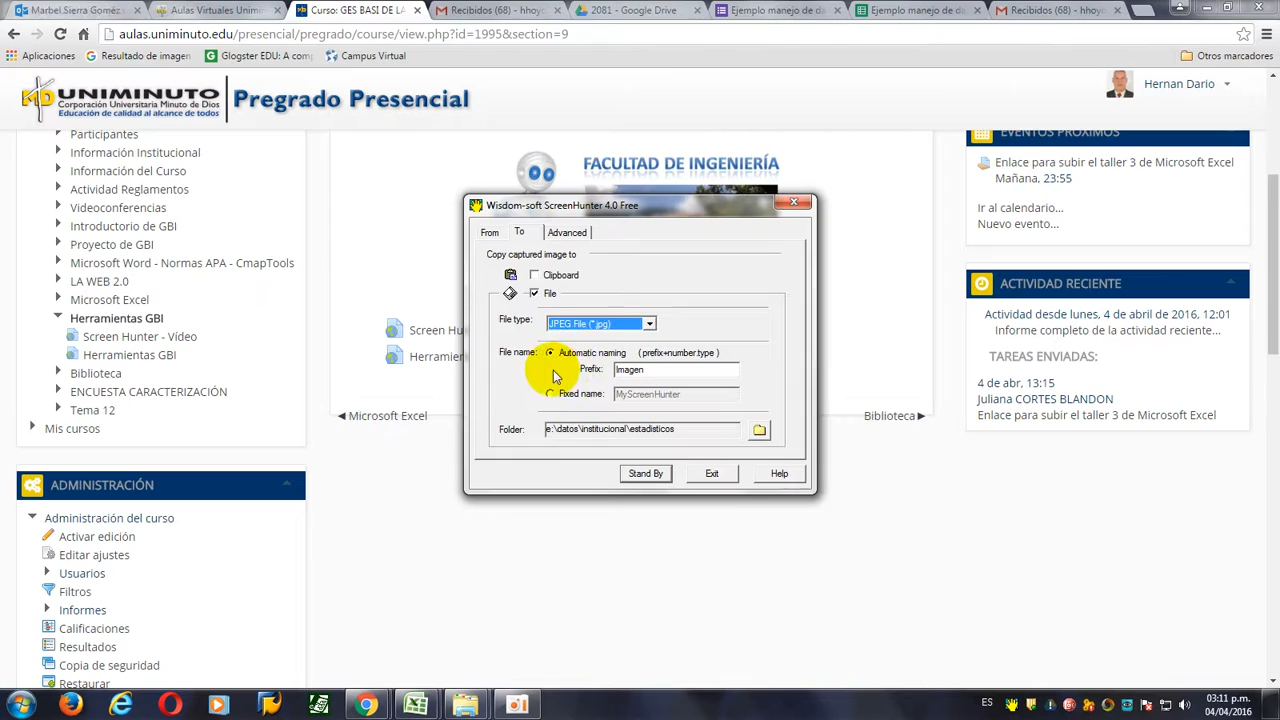 Marbel.Sierra Gómez
Aulas Virtuales Unimin
Curso: GES BASI DE LA
Recibidos (68) - hhoyo
2081 - Google Drive
Ejemplo manejo de da
Ejemplo manejo de da
Recibidos (68) - hhoyo
aulas.uniminuto.edu/presencial/pregrado/course/view.php?id=1995&section=9
Aplicaciones
Resultado de imagen
Glogster EDU: A comp
Campus Virtual
Otros marcadores
UNIMINUTO
Corporación Universitaria Minuto de Dios
Educación de calidad al alcance de todos
Pregrado Presencial
Hernan Dario
Participantes
Información Institucional
Información del Curso
Actividad Reglamentos
Videoconferencias
Introductorio de GBI
Proyecto de GBI
Microsoft Word - Normas APA - CmapTools
LA WEB 2.0
Microsoft Excel
Herramientas GBI
Screen Hunter - Vídeo
Herramientas GBI
Biblioteca
ENCUESTA CARACTERIZACIÓN
Tema 12
Mis cursos
ADMINISTRACIÓN
Administración del curso
Activar edición
Editar ajustes
Usuarios
Filtros
Informes
Calificaciones
Resultados
Copia de seguridad
Restaurar
FACULTAD DE INGENIERÍA
Screen Hu
Herramien
Microsoft Excel
Biblioteca
Wisdom-soft ScreenHunter 4.0 Free
From
To
Advanced
Copy captured image to
Clipboard
File
File type:
JPEG File (*.jpg)
File name:
Automatic naming
( prefix+number.type )
Prefix:
Imagen
Fixed name:
MyScreenHunter
Folder:
e:\datos\institucional\estadisticos
Stand By
Exit
Help
EVENTOS PRÓXIMOS
Enlace para subir el taller 3 de Microsoft Excel
Mañana, 23:55
Ir al calendario...
Nuevo evento...
ACTIVIDAD RECIENTE
Actividad desde lunes, 4 de abril de 2016, 12:01
Informe completo de la actividad reciente...
TAREAS ENVIADAS:
4 de abr, 13:15
Juliana CORTES BLANDON
Enlace para subir el taller 3 de Microsoft Excel
ES
03:11 p.m.
04/04/2016